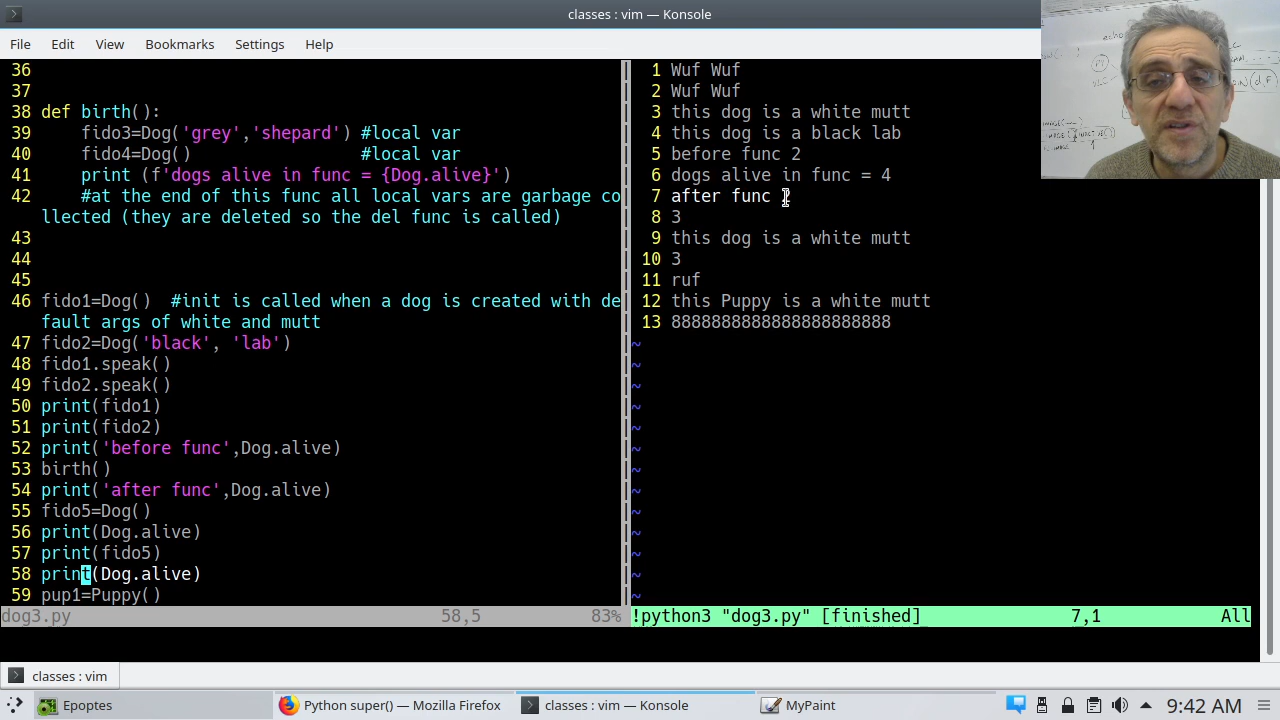 classes : vim — Konsole
File Edit View Bookmarks Settings Help
36
37
38 def birth():
39     fido3=Dog('grey','shepard') #local var
40     fido4=Dog()                 #local var
41     print (f'dogs alive in func = {Dog.alive}')
42     #at the end of this func all local vars are garbage co
llected (they are deleted so the del func is called)
43
44
45
46 fido1=Dog()  #init is called when a dog is created with de
fault args of white and mutt
47 fido2=Dog('black', 'lab')
48 fido1.speak()
49 fido2.speak()
50 print(fido1)
51 print(fido2)
52 print('before func',Dog.alive)
53 birth()
54 print('after func',Dog.alive)
55 fido5=Dog()
56 print(Dog.alive)
57 print(fido5)
58 print(Dog.alive)
59 pup1=Puppy()
dog3.py 58,5 83%
1 Wuf Wuf
2 Wuf Wuf
3 this dog is a white mutt
4 this dog is a black lab
5 before func 2
6 dogs alive in func = 4
7 after func 2
8 3
9 this dog is a white mutt
10 3
11 ruf
12 this Puppy is a white mutt
13 8888888888888888888888
~
~
~
~
~
~
~
~
~
~
~
~
~
!python3 "dog3.py" [finished] 7,1 All
classes : vim
Epoptes Python super() — Mozilla Firefox classes : vim — Konsole MyPaint 9:42 AM